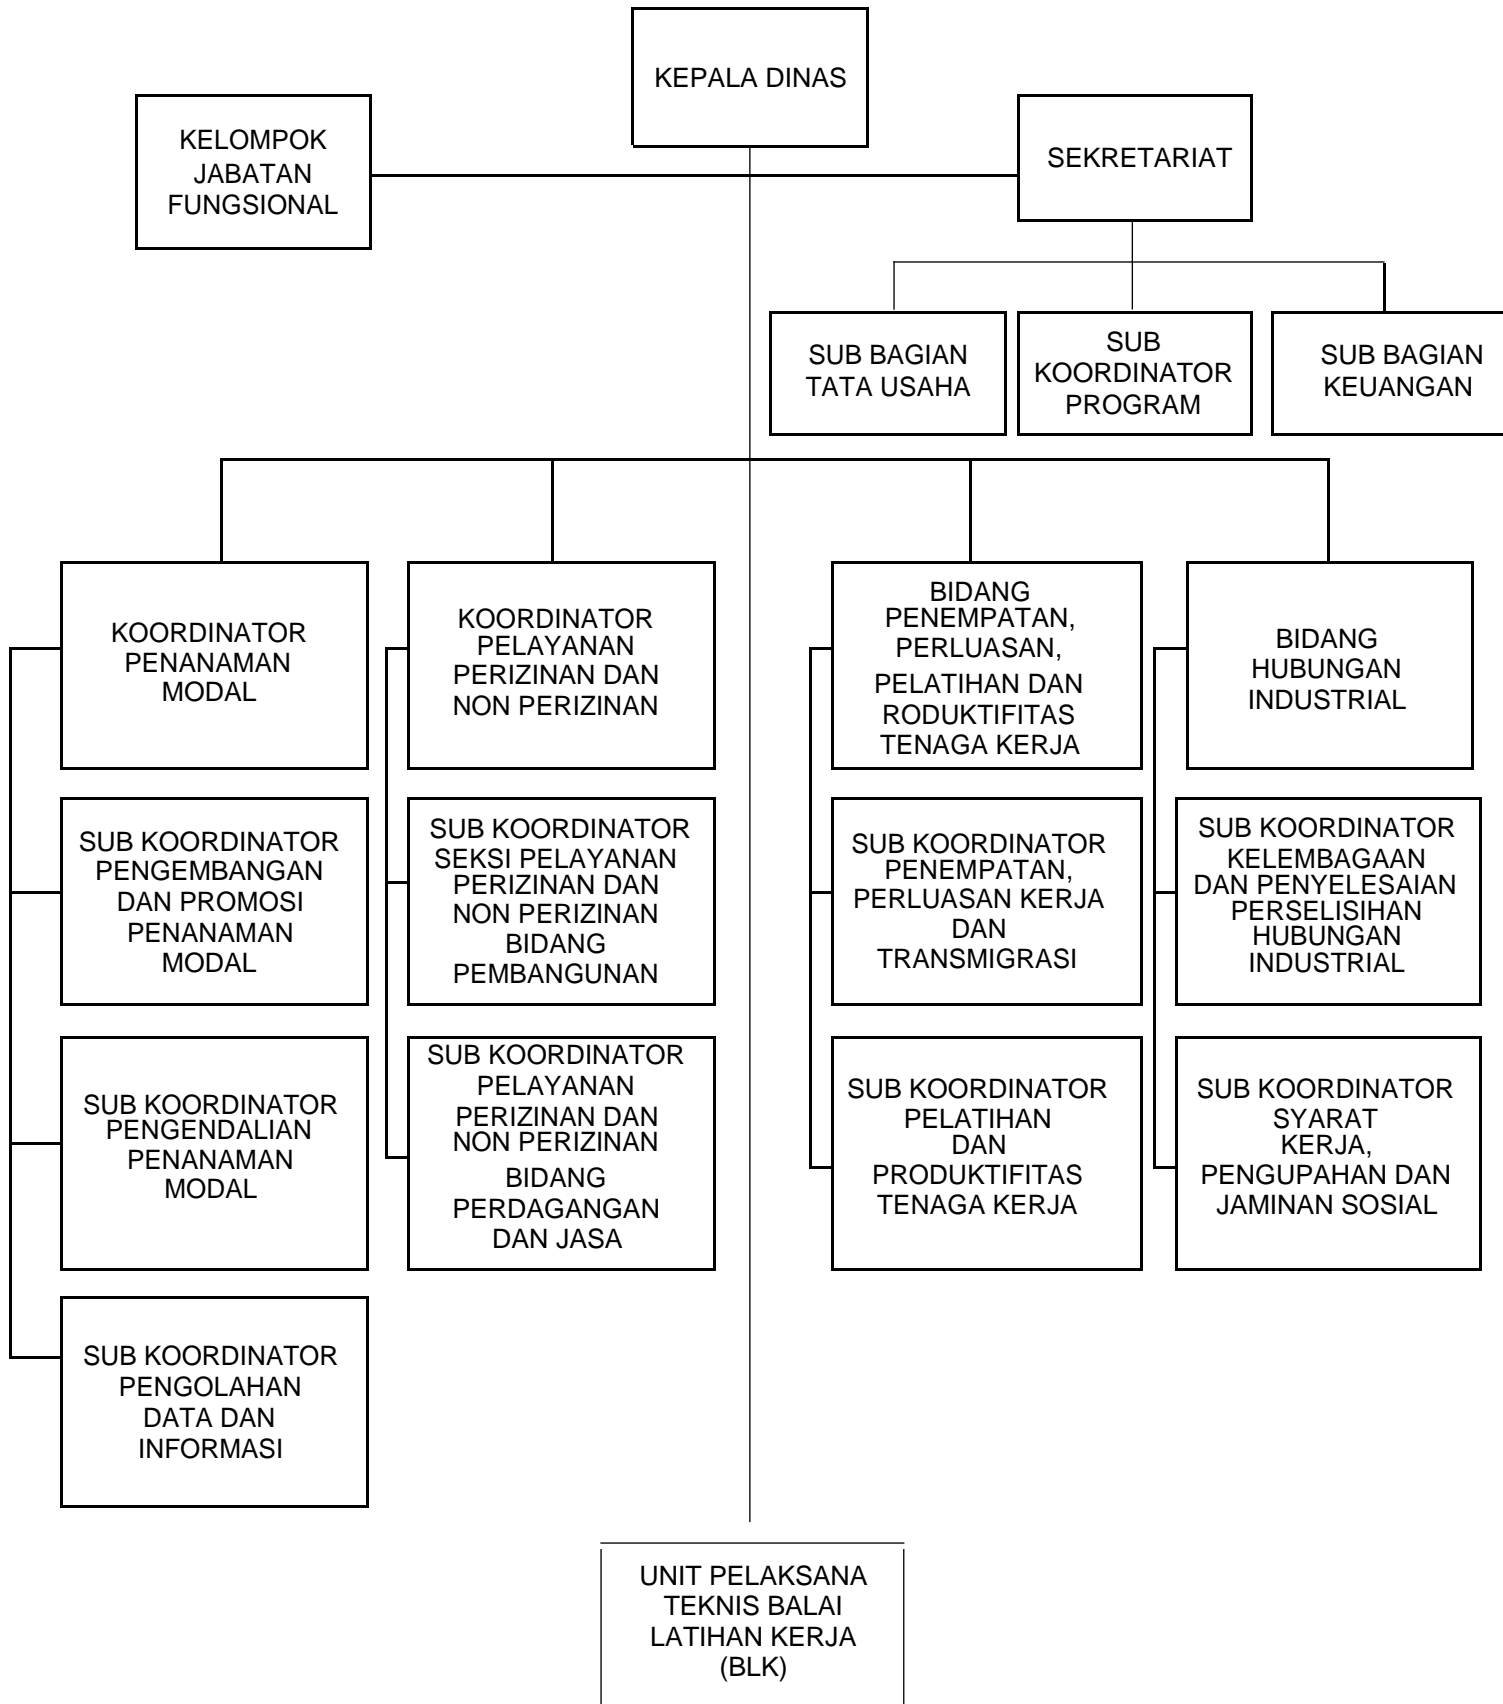 KEPALA DINAS
KELOMPOK
JABATAN
FUNGSIONAL
SEKRETARIAT
SUB BAGIAN
TATA USAHA
SUB
KOORDINATOR
PROGRAM
SUB BAGIAN
KEUANGAN
KOORDINATOR
PENANAMAN
MODAL
KOORDINATOR
PELAYANAN
PERIZINAN DAN
NON PERIZINAN
BIDANG
PENEMPATAN,
PERLUASAN,
PELATIHAN DAN
RODUKTIFITAS
TENAGA KERJA
BIDANG
HUBUNGAN
INDUSTRIAL
SUB KOORDINATOR
PENGEMBANGAN
DAN PROMOSI
PENANAMAN
MODAL
SUB KOORDINATOR
SEKSI PELAYANAN
PERIZINAN DAN
NON PERIZINAN
BIDANG
PEMBANGUNAN
SUB KOORDINATOR
PENEMPATAN,
PERLUASAN KERJA
DAN
TRANSMIGRASI
SUB KOORDINATOR
KELEMBAGAAN
DAN PENYELESAIAN
PERSELISIHAN
HUBUNGAN
INDUSTRIAL
SUB KOORDINATOR
PENGENDALIAN
PENANAMAN
MODAL
SUB KOORDINATOR
PELAYANAN
PERIZINAN DAN
NON PERIZINAN
BIDANG
PERDAGANGAN
DAN JASA
SUB KOORDINATOR
PELATIHAN
DAN
PRODUKTIFITAS
TENAGA KERJA
SUB KOORDINATOR
SYARAT
KERJA,
PENGUPAHAN DAN
JAMINAN SOSIAL
SUB KOORDINATOR
PENGOLAHAN
DATA DAN
INFORMASI
UNIT PELAKSANA
TEKNIS BALAI
LATIHAN KERJA
(BLK)